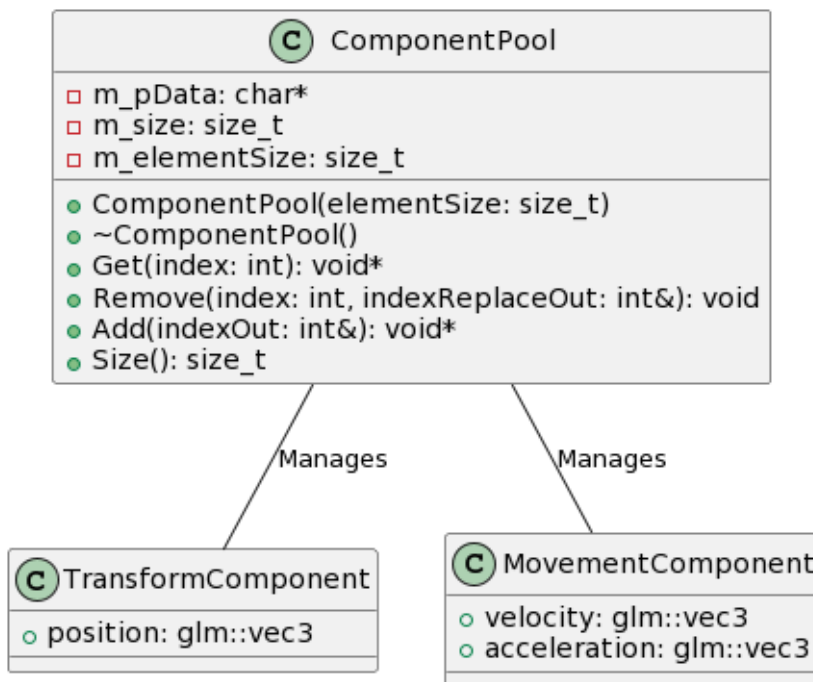 C ComponentPool
m_pData: char*
m_size: size_t
m_elementSize: size_t
ComponentPool(elementSize: size_t)
~ComponentPool()
Get(index: int): void*
Remove(index: int, indexReplaceOut: int&): void
Add(indexOut: int&): void*
Size(): size_t
Manages
Manages
C TransformComponent
position: glm::vec3
C MovementComponent
velocity: glm::vec3
acceleration: glm::vec3